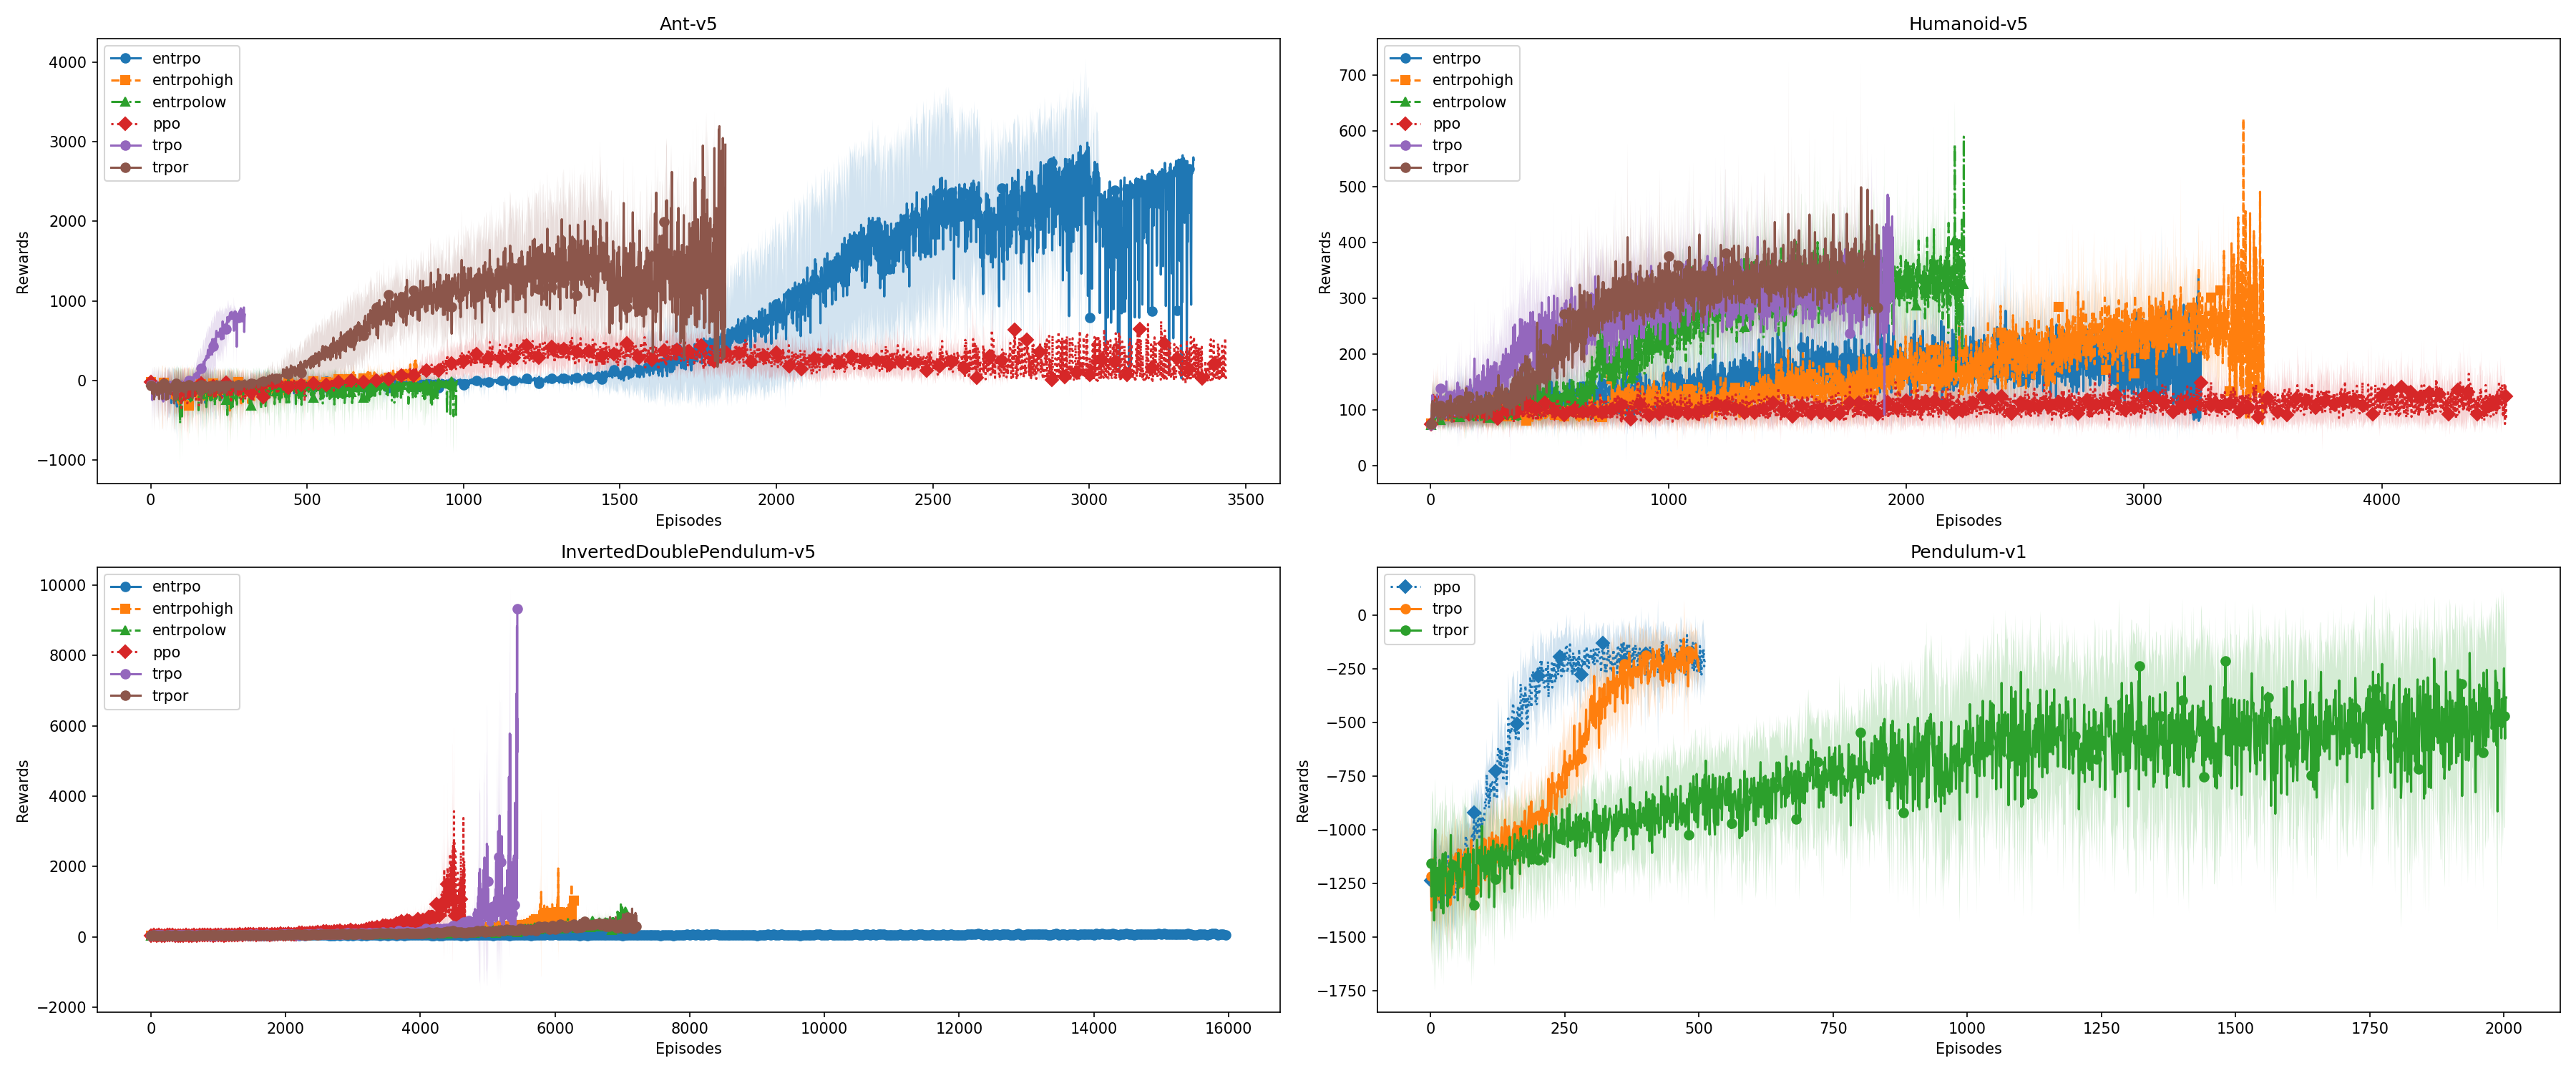 Ant-v5
entrpo
entrpohigh
entrpolow
ppo
trpo
trpor
4000
3000
2000
1000
0
−1000
Rewards
0 500 1000 1500 2000 2500 3000 3500
Episodes
Humanoid-v5
entrpo
entrpohigh
entrpolow
ppo
trpo
trpor
700
600
500
400
300
200
100
0
Rewards
0 1000 2000 3000 4000
Episodes
InvertedDoublePendulum-v5
entrpo
entrpohigh
entrpolow
ppo
trpo
trpor
10000
8000
6000
4000
2000
0
−2000
Rewards
0 2000 4000 6000 8000 10000 12000 14000 16000
Episodes
Pendulum-v1
ppo
trpo
trpor
0
−250
−500
−750
−1000
−1250
−1500
−1750
Rewards
0 250 500 750 1000 1250 1500 1750 2000
Episodes